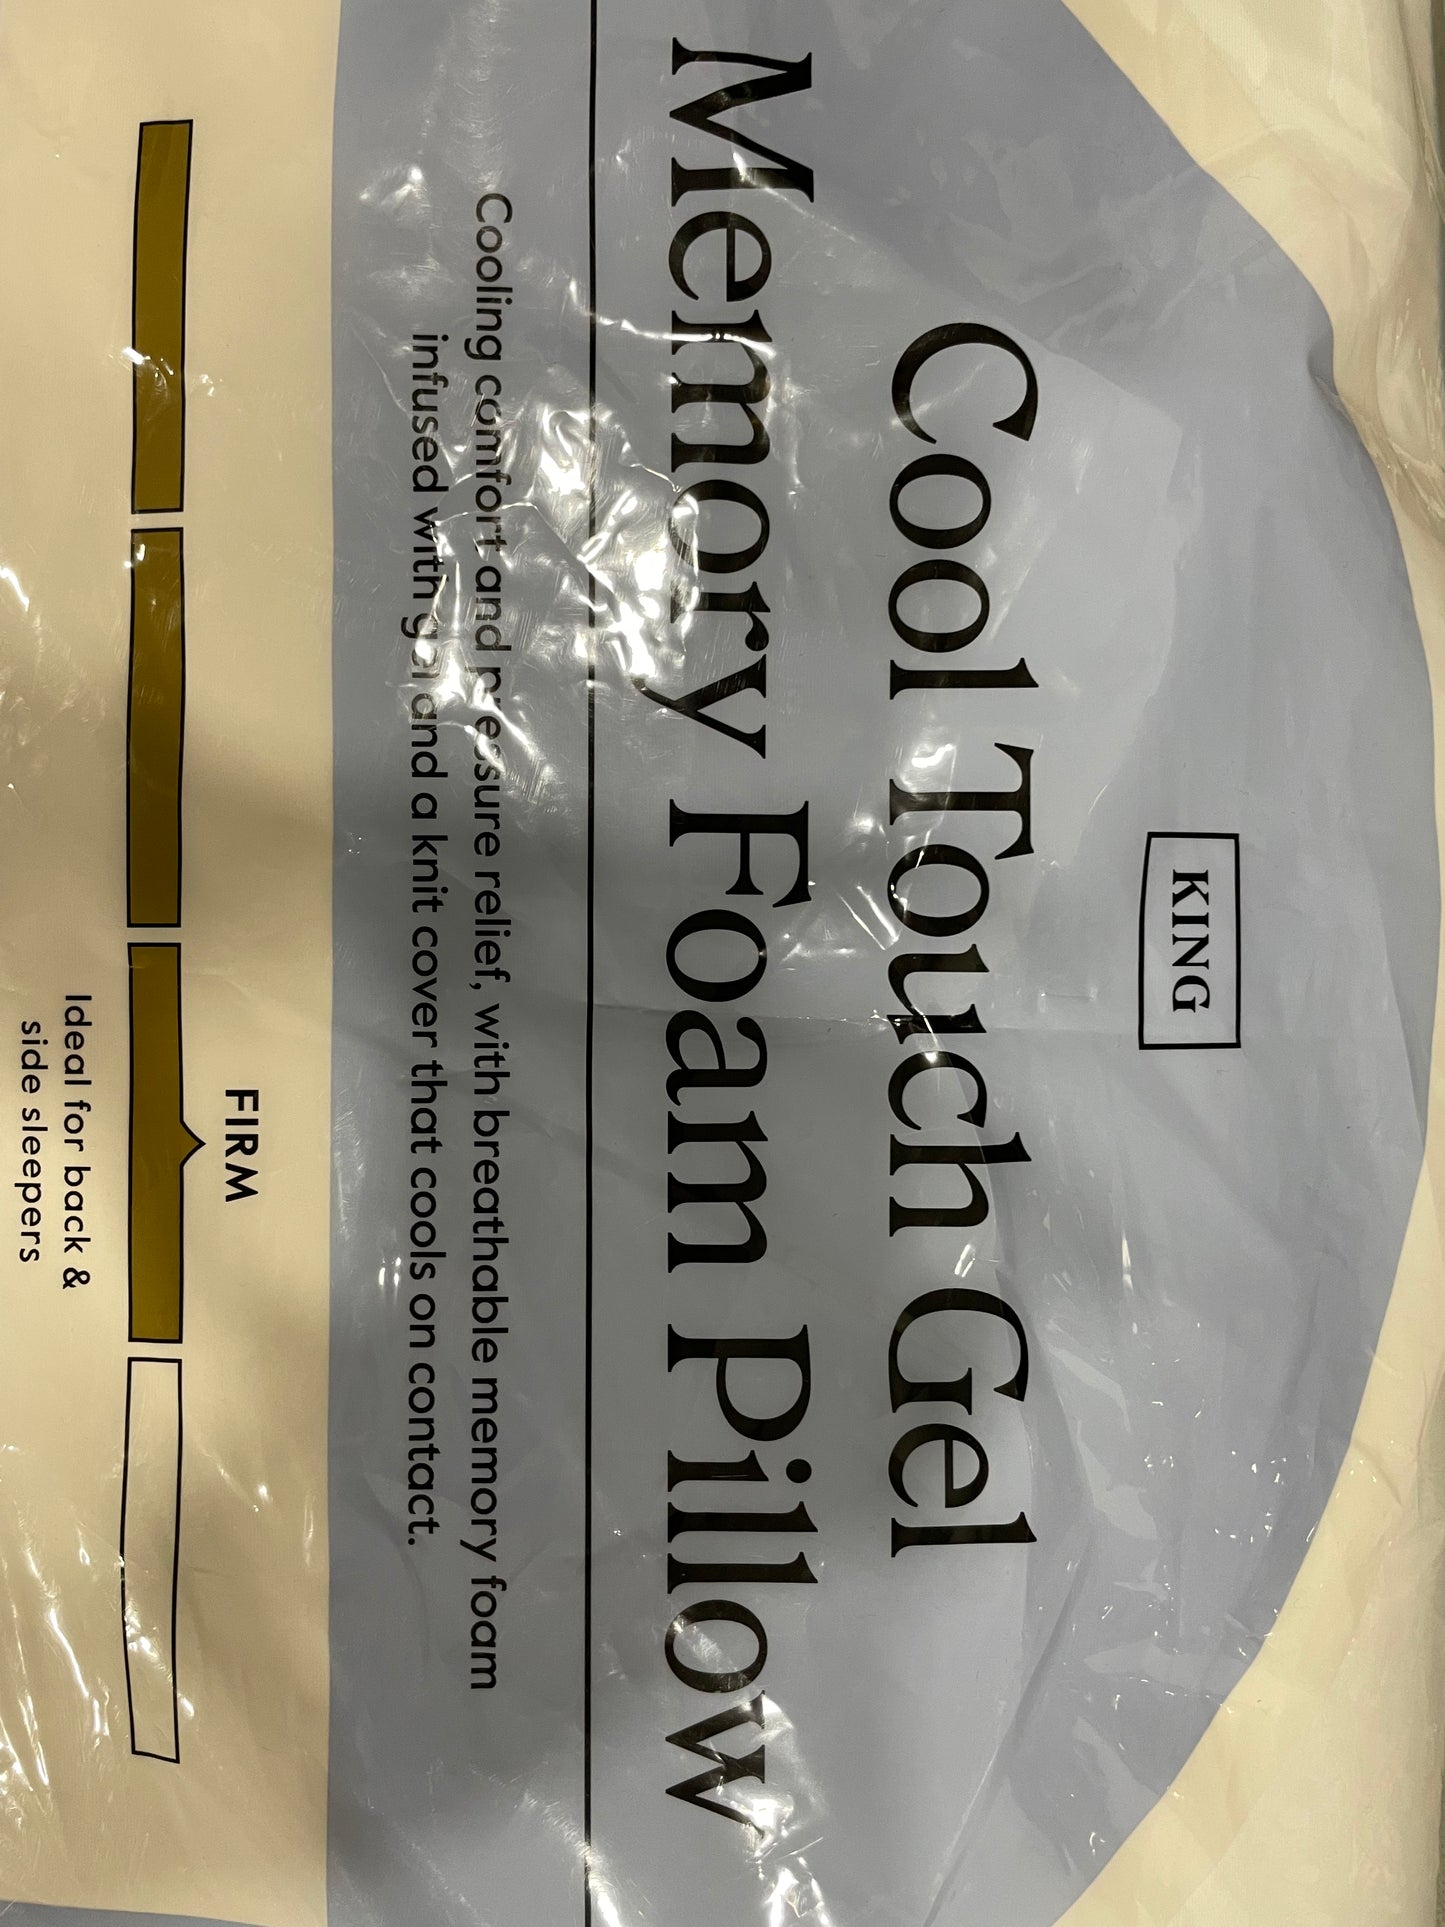 KING
Cool Touch Gel
Memory Foam Pillow
Cooling comfort and pressure relief, with breathable memory foam
infused with gel and a knit cover that cools on contact.
FIRM
Ideal for back &
side sleepers